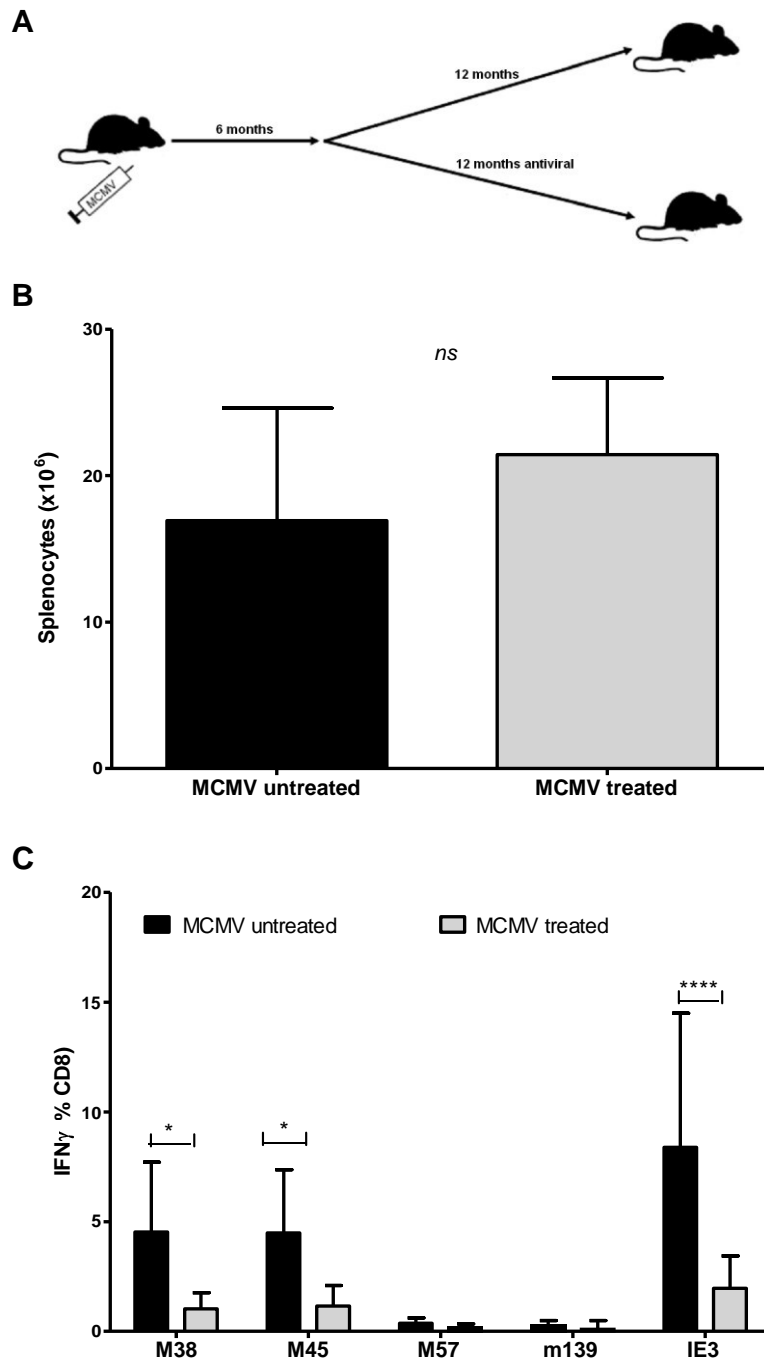 A
12 months
6 months
MCMV
12 months antiviral
B
30
ns
20
10
0
Splenocytes (x10⁶)
MCMV untreated MCMV treated
C
20
MCMV untreated MCMV treated
15
****
10
* *
5
0
IFNγ % CD8)
M38 M45 M57 m139 IE3